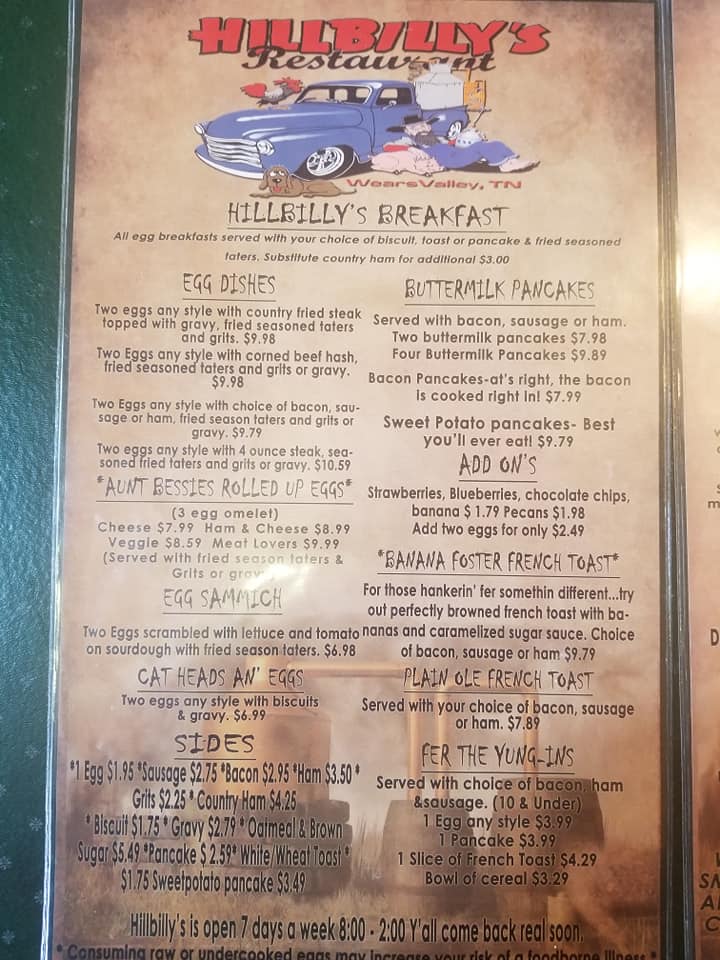 HILLBILLY'S
Restaurant
WearsValley, TN
HILLBILLY'S BREAKFAST
All egg breakfasts served with your choice of biscuit, toast or pancake & fried seasoned
taters. Substitute country ham for additional $3.00
EGG DISHES
Two eggs any style with country fried steak
topped with gravy, fried seasoned taters
and grits. $9.98
Two Eggs any style with corned beef hash,
fried seasoned taters and grits or gravy.
$9.98
Two Eggs any style with choice of bacon, sau-
sage or ham, fried season taters and grits or
gravy. $9.79
Two eggs any style with 4 ounce steak, sea-
soned fried taters and grits or gravy. $10.59
*AUNT BESSIES ROLLED UP EGGS*
(3 egg omelet)
Cheese $7.99 Ham & Cheese $8.99
Veggie $8.59 Meat Lovers $9.99
(Served with fried season taters &
Grits or grav
EGG SAMMICH
Two Eggs scrambled with lettuce and tomato
on sourdough with fried season taters. $6.98
CAT HEADS AN' EGGS
Two eggs any style with biscuits
& gravy. $6.99
SIDES
*1 Egg $1.95 *Sausage $2.75 *Bacon $2.95 *Ham $3.50 *
Grits $2.25 * Country Ham $4.25
* BIscuit $1.75 * Gravy $2.79 * Oatmeal & Brown
Sugar $5.49 *Pancake $ 2.59* White/Wheat Toast *
$1.75 Sweetpotato pancake $3.49
BUTTERMILK PANCAKES
Served with bacon, sausage or ham.
Two buttermilk pancakes $7.98
Four Buttermilk Pancakes $9.89
Bacon Pancakes-at's right, the bacon
is cooked right in! $7.99
Sweet Potato pancakes- Best
you'll ever eat! $9.79
ADD ON'S
Strawberries, Blueberries, chocolate chips,
banana $ 1.79 Pecans $1.98
Add two eggs for only $2.49
*BANANA FOSTER FRENCH TOAST*
For those hankerin' fer somethin different...try
out perfectly browned french toast with ba-
nanas and caramelized sugar sauce. Choice
of bacon, sausage or ham $9.79
PLAIN OLE FRENCH TOAST
Served with your choice of bacon, sausage
or ham. $7.89
FER THE YUNG-INS
Served with choice of bacon, ham
&sausage. (10 & Under)
1 Egg any style $3.99
1 Pancake $3.99
1 Slice of French Toast $4.29
Bowl of cereal $3.29
Hillbilly's is open 7 days a week 8:00 - 2:00 Y'all come back real soon.
* Consuming raw or undercooked eggs may increase your risk of a foodborne illness *